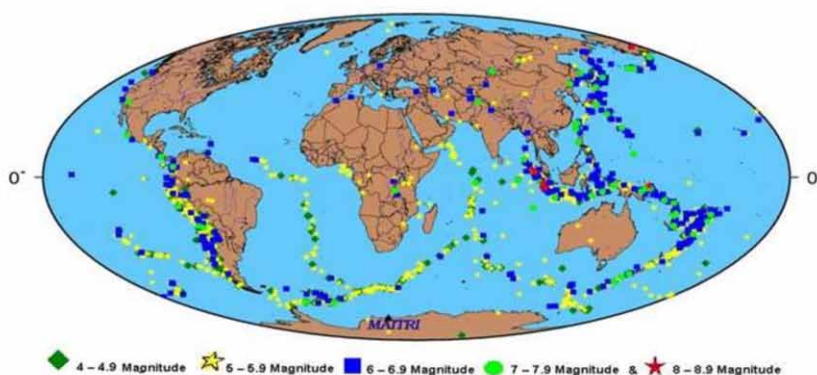 0° 0
MAITRI
4 – 4.9 Magnitude 5 – 5.9 Magnitude 6 – 6.9 Magnitude 7 – 7.9 Magnitude & 8 – 8.9 Magnitude